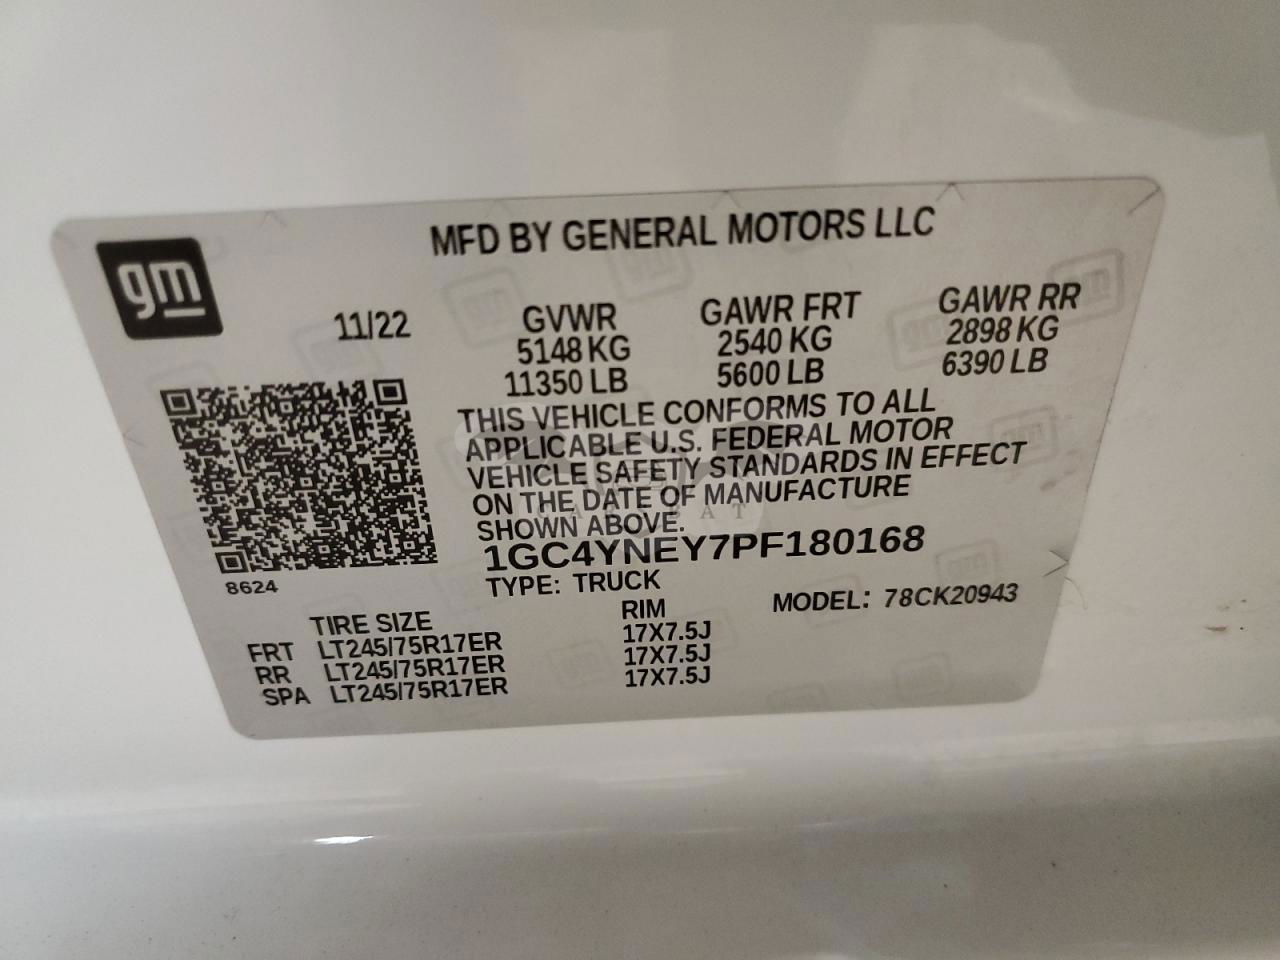 MFD BY GENERAL MOTORS LLC
gm
11/22
GVWR GAWR FRT GAWR RR
5148 KG 2540 KG 2898 KG
11350 LB 5600 LB 6390 LB
THIS VEHICLE CONFORMS TO ALL
APPLICABLE U.S. FEDERAL MOTOR
VEHICLE SAFETY STANDARDS IN EFFECT
ON THE DATE OF MANUFACTURE
SHOWN ABOVE.
1GC4YNEY7PF180168
8624
TYPE: TRUCK
MODEL: 78CK20943
TIRE SIZE RIM
FRT LT245/75R17ER 17X7.5J
RR LT245/75R17ER 17X7.5J
SPA LT245/75R17ER 17X7.5J